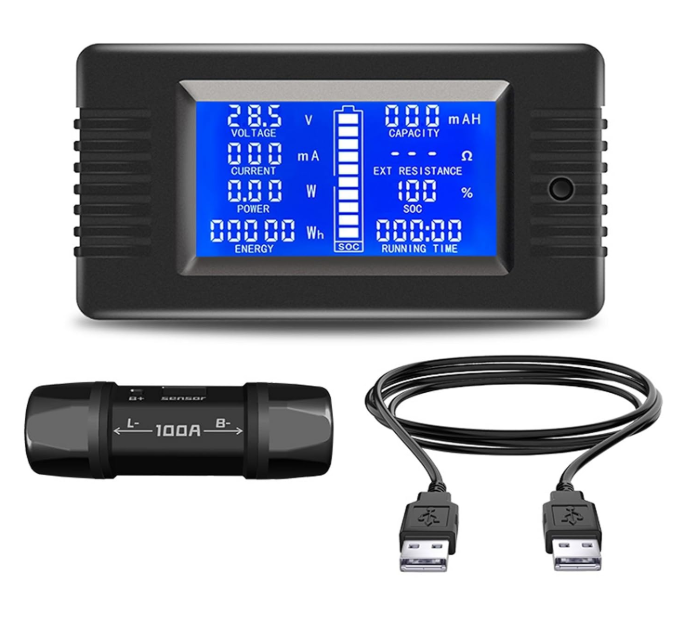 28.5 V
VOLTAGE
000 mA
CURRENT
0.00 W
POWER
00000 Wh
ENERGY
SOC
000 mAH
CAPACITY
--- Ω
EXT RESISTANCE
100 %
SOC
000:00
RUNNING TIME
B+ sensor
L- 100A B-